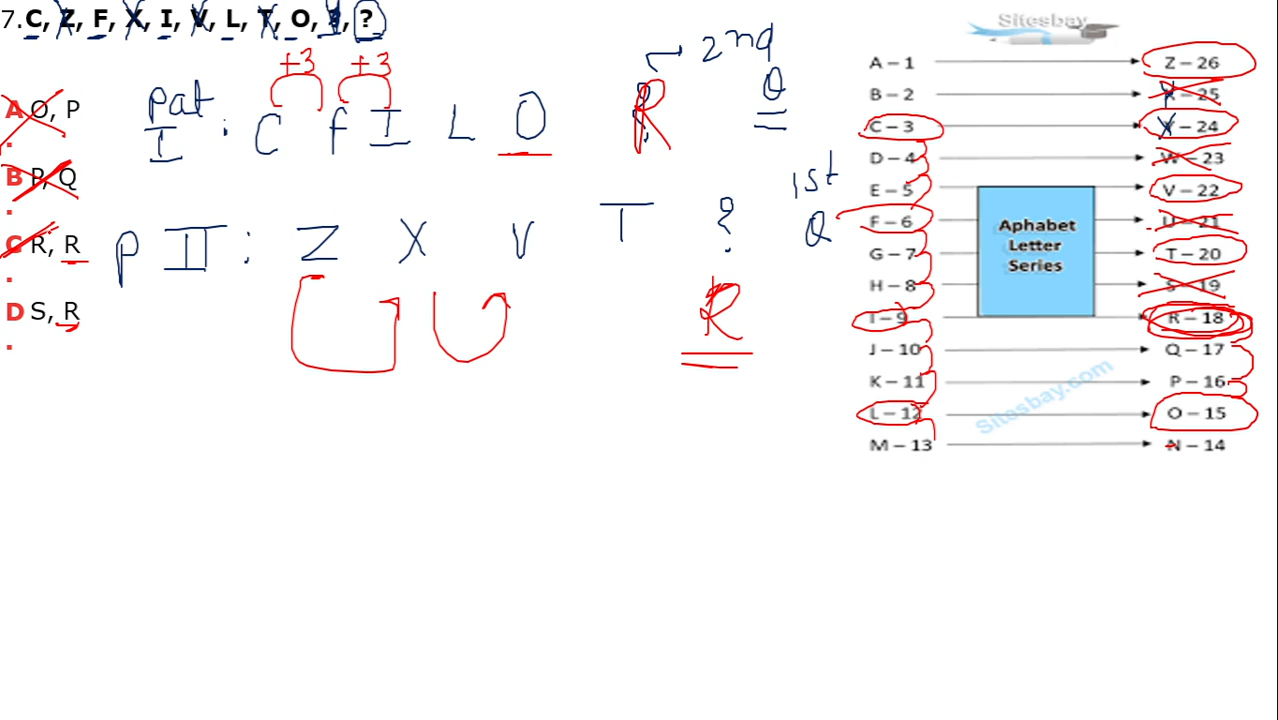 7. C, Z, F, X, I, V, L, T, O, ?, ?
A. O, P
B. P, Q
C. R, R
D. S, R
pat I : C f I L O R
+3 +3
2nd Q
P II : Z X V T ? 1st Q
R
Sitesbay
A – 1 Z – 26
B – 2 Y – 25
C – 3 X – 24
D – 4 W – 23
E – 5 V – 22
F – 6 U – 21
G – 7 T – 20
H – 8 S – 19
I – 9 R – 18
J – 10 Q – 17
K – 11 P – 16
L – 12 O – 15
M – 13 N – 14
Aphabet
Letter
Series
Sitesbay.com